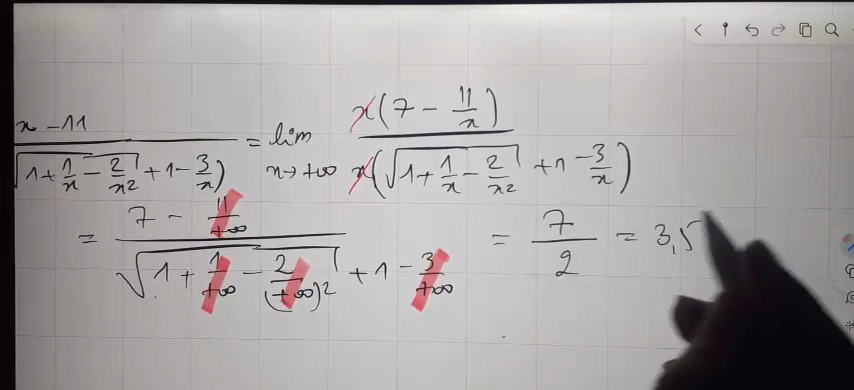 x - 11 / √(1 + 1/x - 2/x² + 1 - 3/x) = lim x→+∞ x(7 - 11/x) / x(√(1 + 1/x - 2/x²) + 1 - 3/x)
= (7 - 11/+∞) / (√(1 + 1/+∞ - 2/(+∞)²) + 1 - 3/+∞) = 7/2 = 3,5